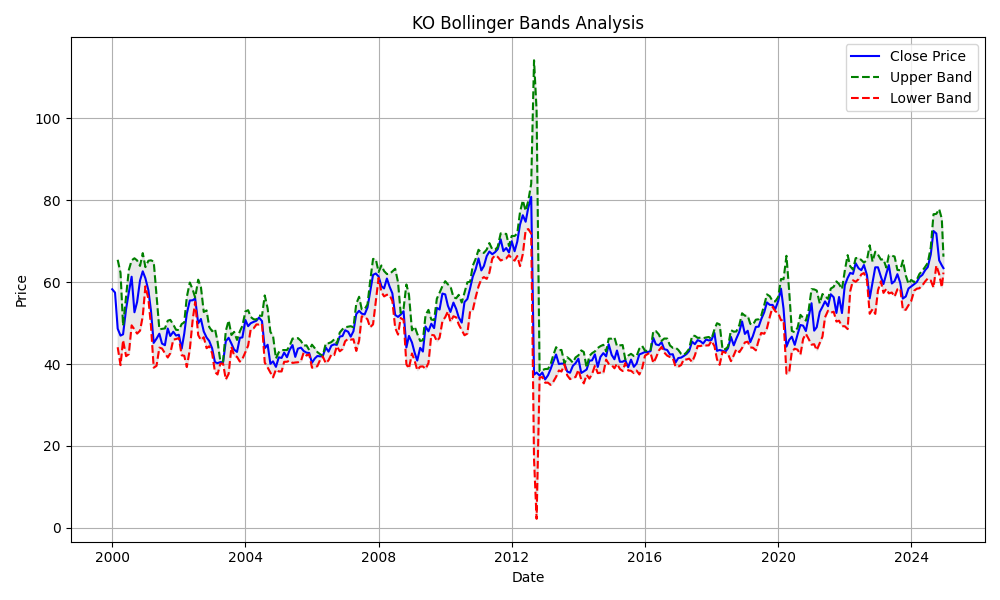 KO Bollinger Bands Analysis
Close Price
Upper Band
Lower Band
Price
100
80
60
40
20
0
2000 2004 2008 2012 2016 2020 2024
Date